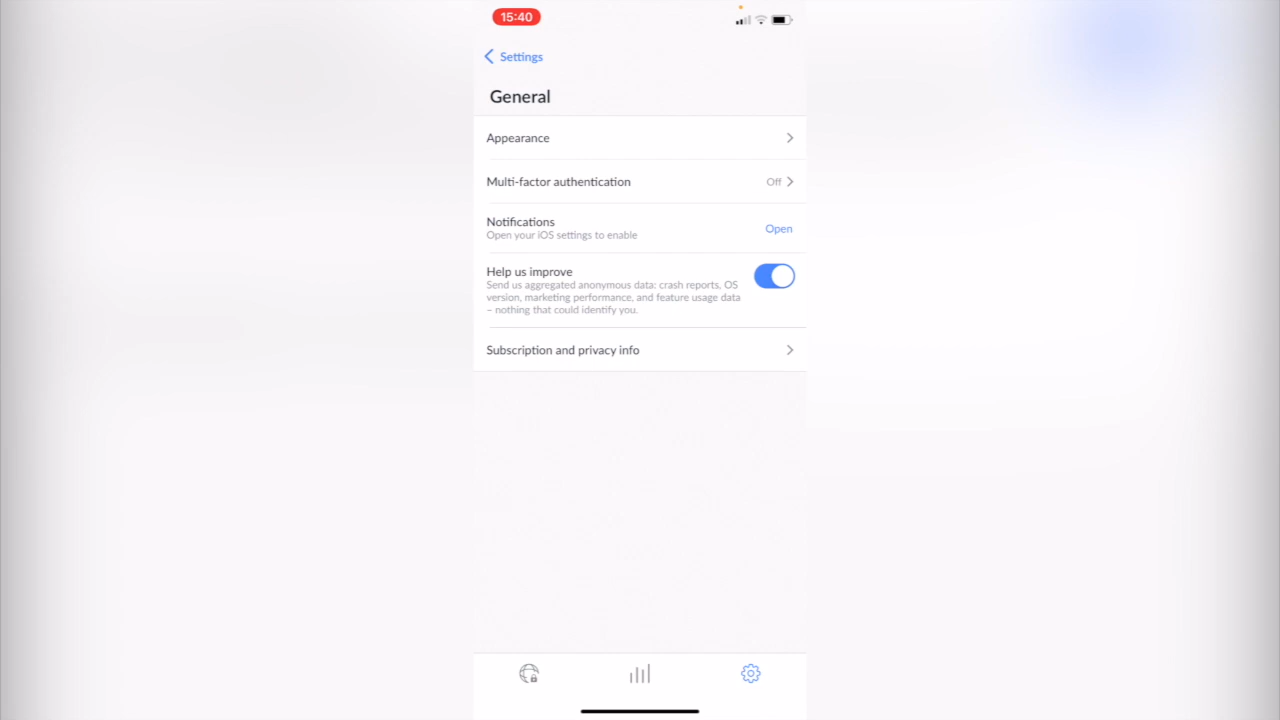 15:40
Settings
General
Appearance
Multi-factor authentication
Off
Notifications
Open your iOS settings to enable
Open
Help us improve
Send us aggregated anonymous data: crash reports, OS
version, marketing performance, and feature usage data
– nothing that could identify you.
Subscription and privacy info